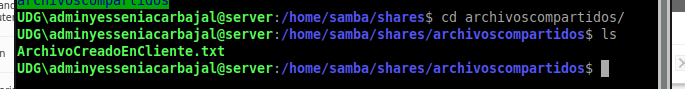 archivoscompartidos
UDG\adminyesseniacarbajal@server:/home/samba/shares$ cd archivoscompartidos/
UDG\adminyesseniacarbajal@server:/home/samba/shares/archivoscompartidos$ ls
ArchivoCreadoEnCliente.txt
UDG\adminyesseniacarbajal@server:/home/samba/shares/archivoscompartidos$